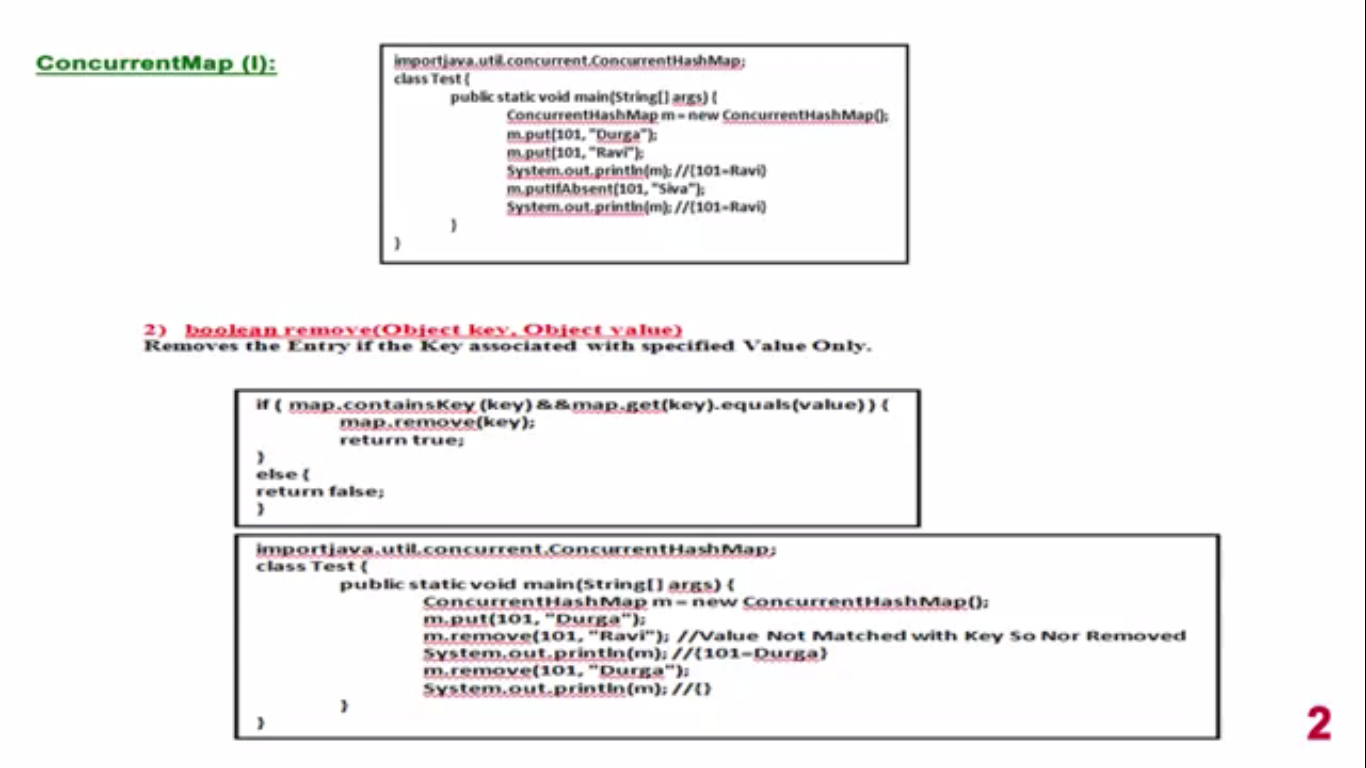 ConcurrentMap (I):
importjava.util.concurrent.ConcurrentHashMap;
class Test {
public static void main(String[] args) {
ConcurrentHashMap m = new ConcurrentHashMap();
m.put(101, "Durga");
m.put(101, "Ravi");
System.out.println(m); //{101=Ravi}
m.putIfAbsent(101, "Siva");
System.out.println(m); //{101=Ravi}
}
}
2) boolean remove(Object key, Object value)
Removes the Entry if the Key associated with specified Value Only.
if ( map.containsKey (key) &&map.get(key).equals(value)) {
map.remove(key);
return true;
}
else {
return false;
}
importjava.util.concurrent.ConcurrentHashMap;
class Test {
public static void main(String[] args) {
ConcurrentHashMap m = new ConcurrentHashMap();
m.put(101, "Durga");
m.remove(101, "Ravi"); //Value Not Matched with Key So Nor Removed
System.out.println(m); //{101=Durga}
m.remove(101, "Durga");
System.out.println(m); //{}
}
}
2